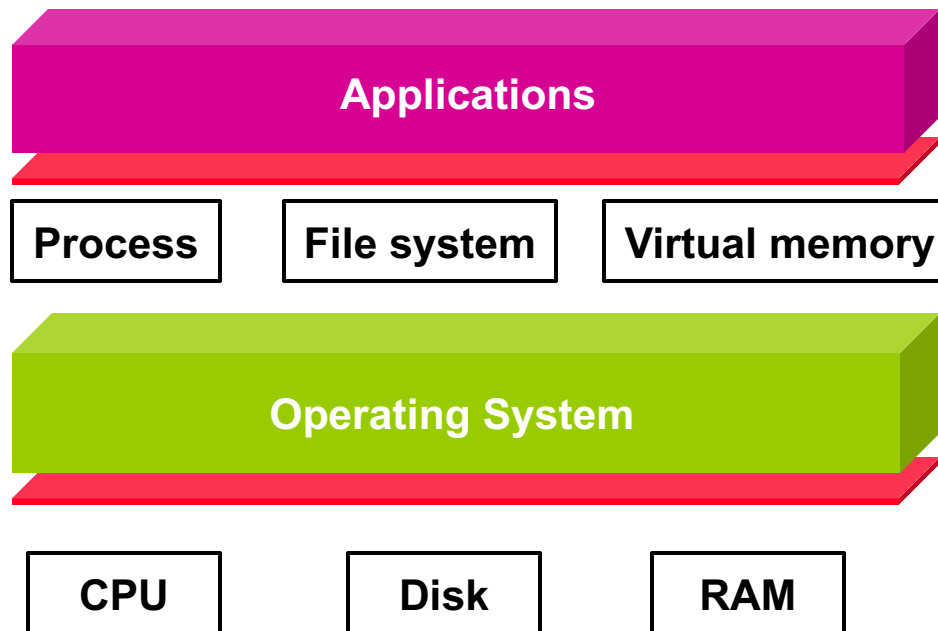 Applications
Process
File system
Virtual memory
Operating System
CPU
Disk
RAM